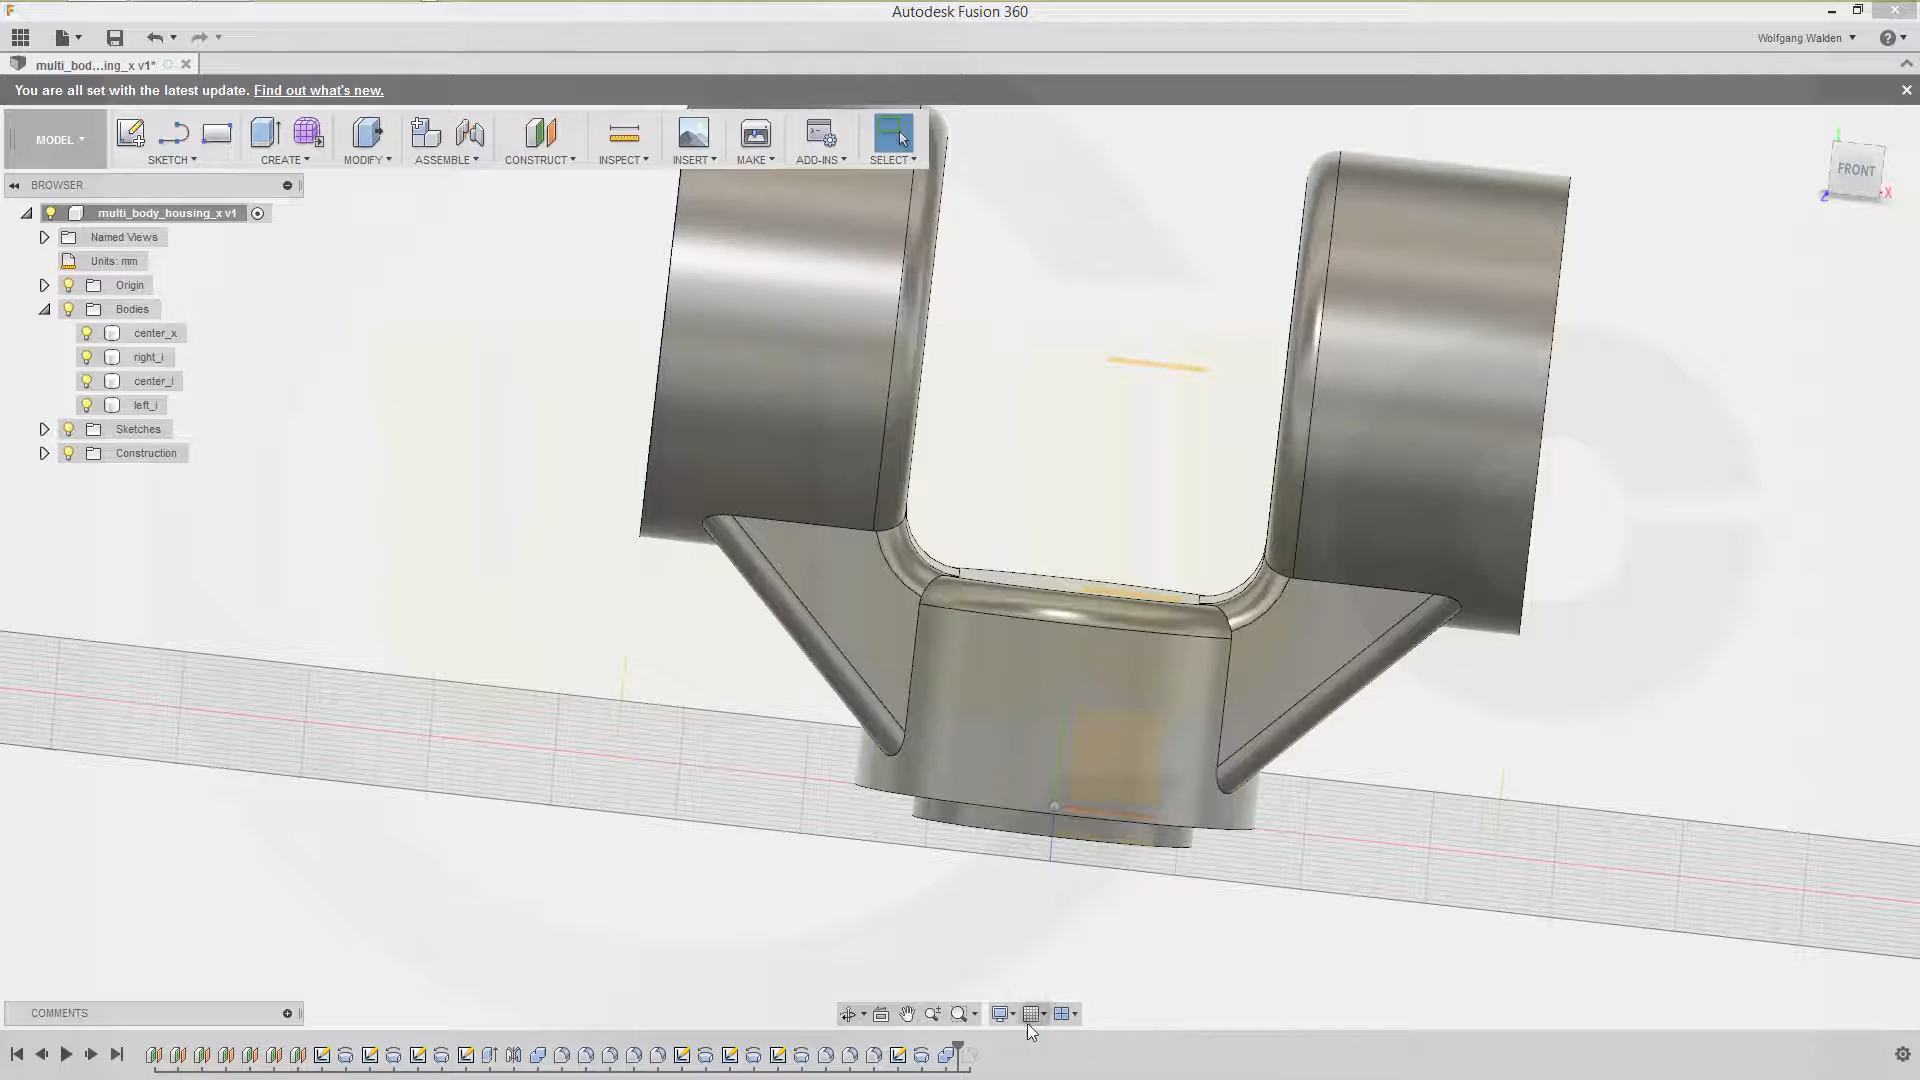 Autodesk Fusion 360
Wolfgang Walden
multi_bod...ing_x v1*
You are all set with the latest update. Find out what's new.
MODEL
SKETCH
CREATE
MODIFY
ASSEMBLE
CONSTRUCT
INSPECT
INSERT
MAKE
ADD-INS
SELECT
FRONT
X
Z
BROWSER
multi_body_housing_x v1
Named Views
Units: mm
Origin
Bodies
center_x
right_i
center_i
left_i
Sketches
Construction
COMMENTS